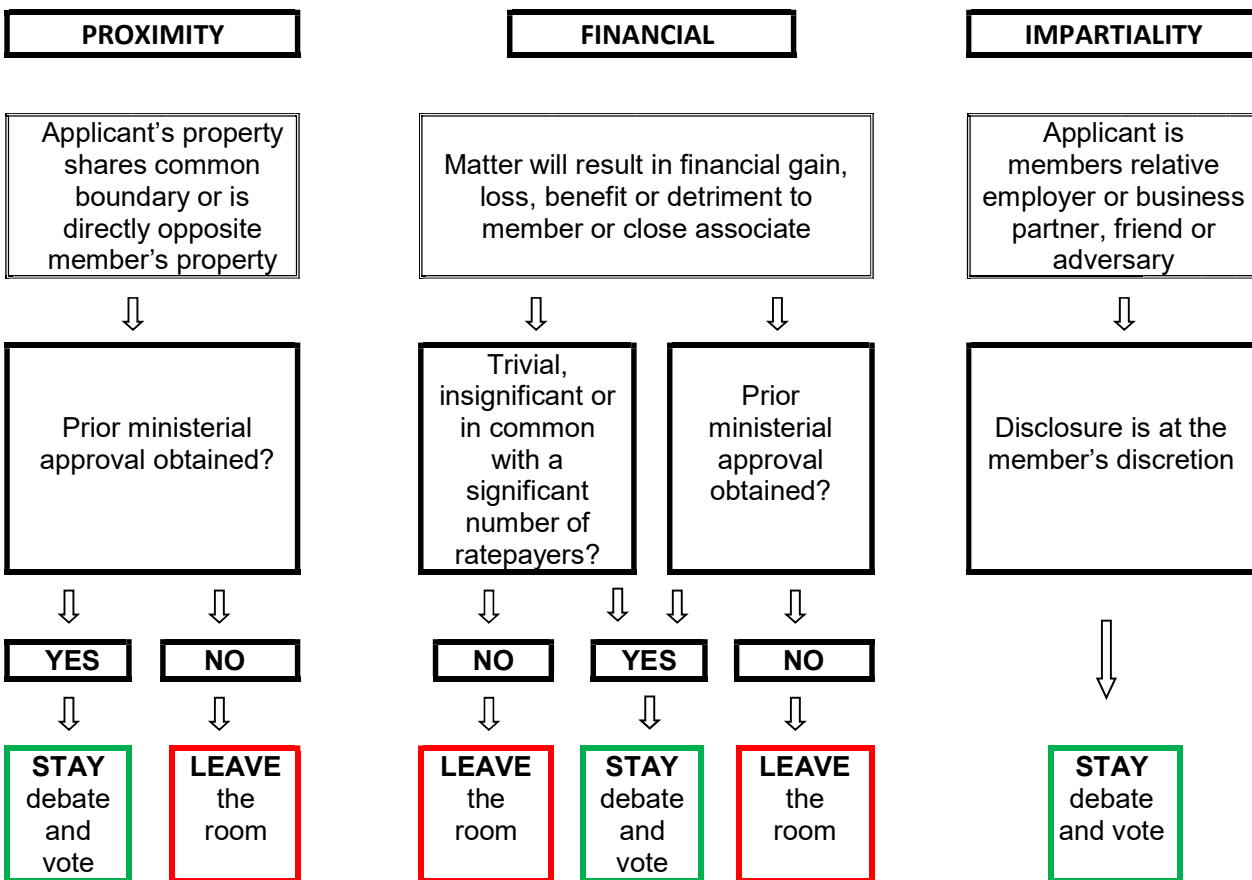 PROXIMITY
FINANCIAL
IMPARTIALITY
Applicant’s property
shares common
boundary or is
directly opposite
member’s property
Matter will result in financial gain,
loss, benefit or detriment to
member or close associate
Applicant is
members relative
employer or business
partner, friend or
adversary
Prior ministerial
approval obtained?
Trivial,
insignificant or
in common
with a
significant
number of
ratepayers?
Prior
ministerial
approval
obtained?
Disclosure is at the
member’s discretion
YES
NO
NO
YES
NO
STAY
debate
and
vote
LEAVE
the
room
LEAVE
the
room
STAY
debate
and
vote
LEAVE
the
room
STAY
debate
and vote